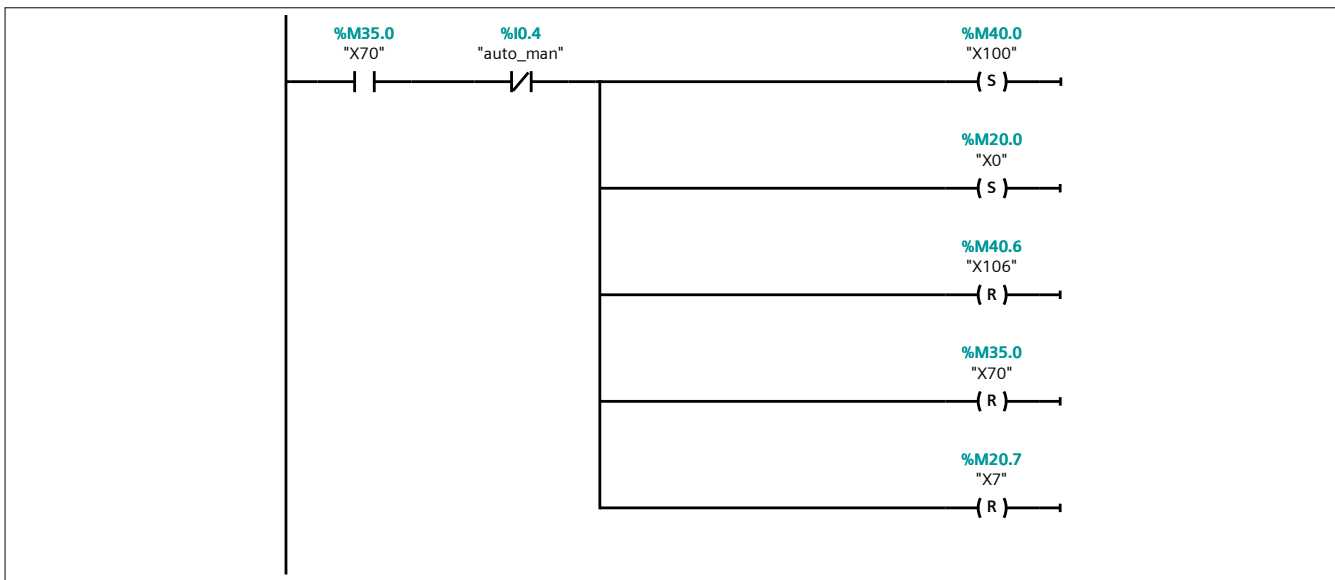 %M35.0 %I0.4 %M40.0
"X70" "auto_man" "X100"
S
%M20.0
"X0"
S
%M40.6
"X106"
R
%M35.0
"X70"
R
%M20.7
"X7"
R